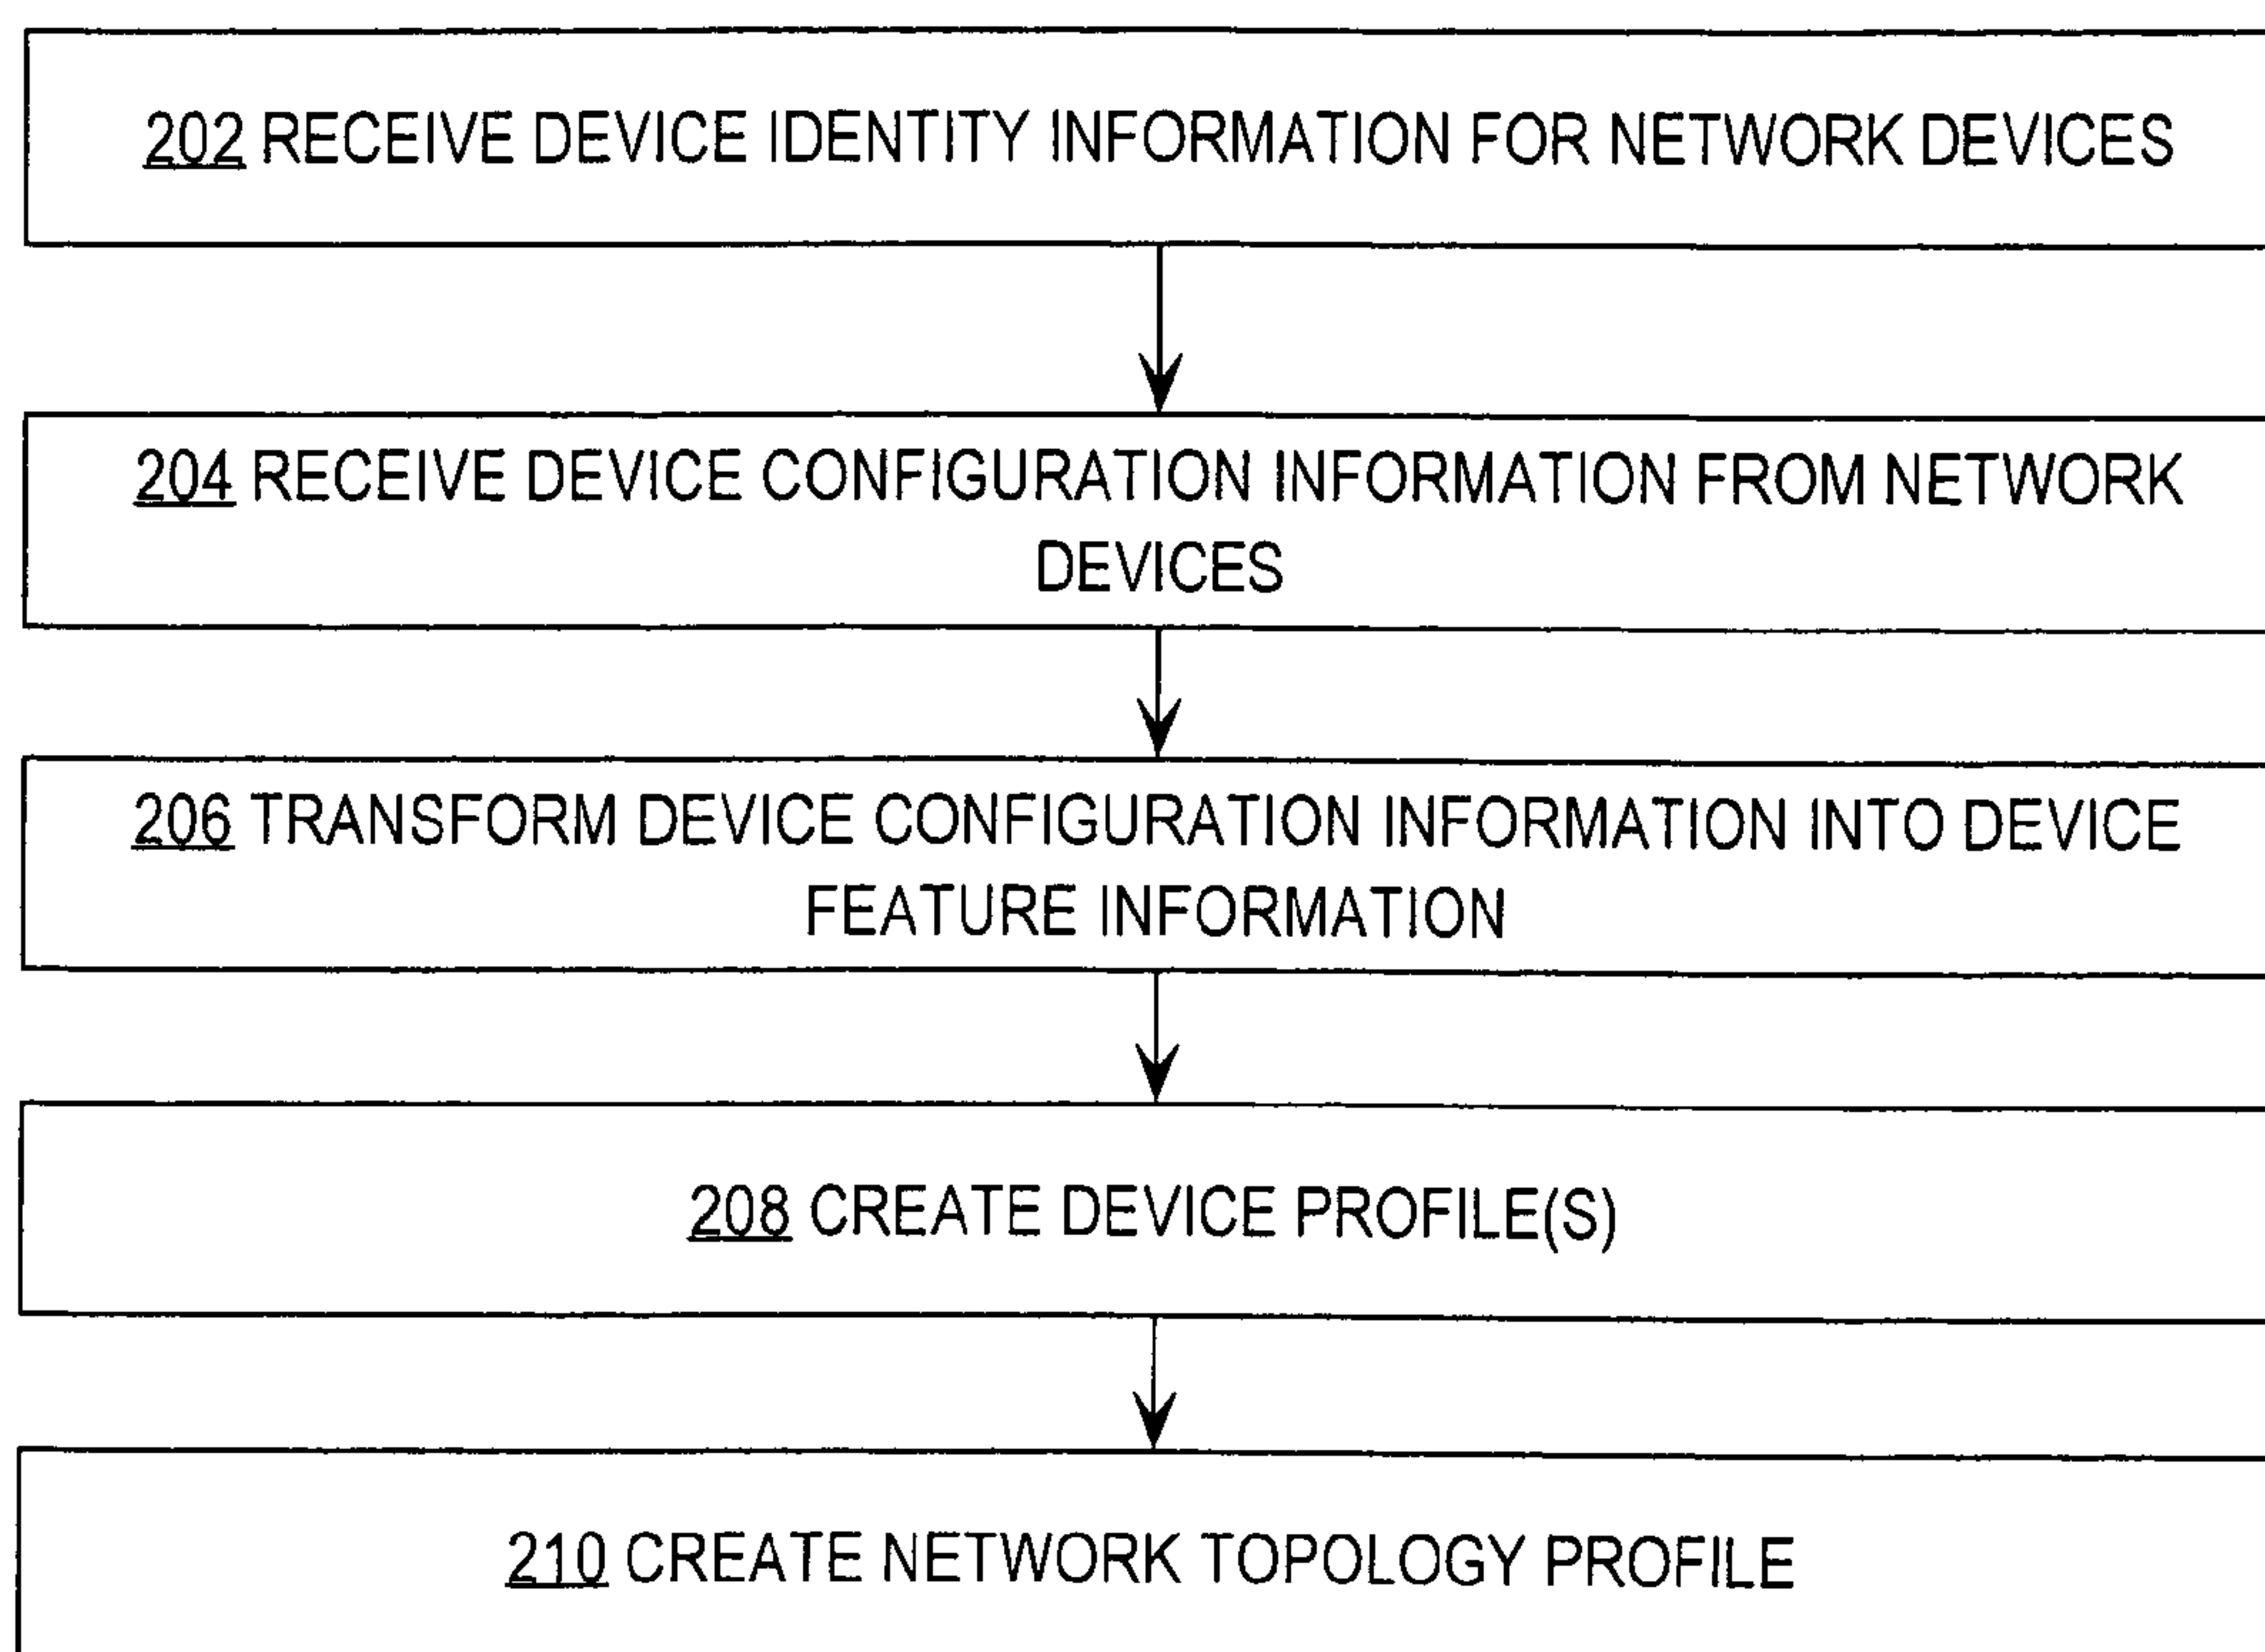 202 RECEIVE DEVICE IDENTITY INFORMATION FOR NETWORK DEVICES
204 RECEIVE DEVICE CONFIGURATION INFORMATION FROM NETWORK
DEVICES
206 TRANSFORM DEVICE CONFIGURATION INFORMATION INTO DEVICE
FEATURE INFORMATION
208 CREATE DEVICE PROFILE(S)
210 CREATE NETWORK TOPOLOGY PROFILE